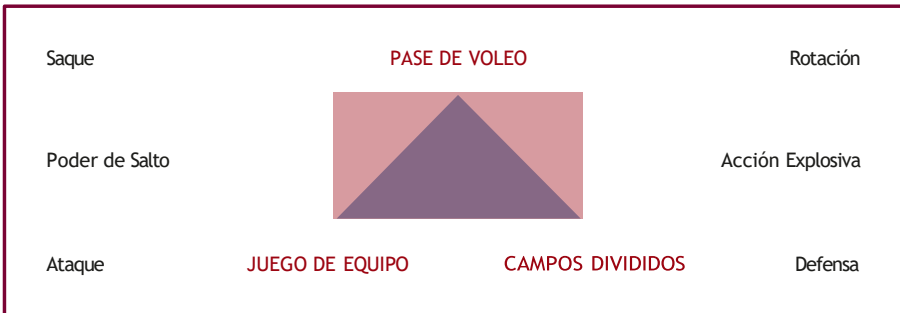 Saque PASE DE VOLEO Rotación
Poder de Salto Acción Explosiva
Ataque JUEGO DE EQUIPO CAMPOS DIVIDIDOS Defensa